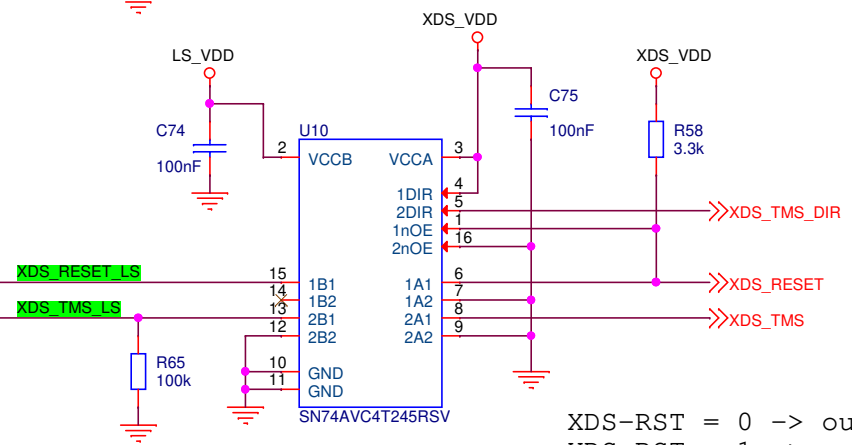 XDS_VDD
LS_VDD
XDS_VDD
C75
100nF
C74
100nF
U10
R58
3.3k
2
VCCB
VCCA
3
1DIR
4
2DIR
5
XDS_TMS_DIR
1nOE
1
2nOE
16
XDS_RESET_LS
15
1B1
1A1
6
XDS_RESET
14
1B2
1A2
7
XDS_TMS_LS
13
2B1
2A1
8
XDS_TMS
12
2B2
2A2
9
R65
100k
10
GND
11
GND
SN74AVC4T245RSV
XDS-RST = 0 -> ou